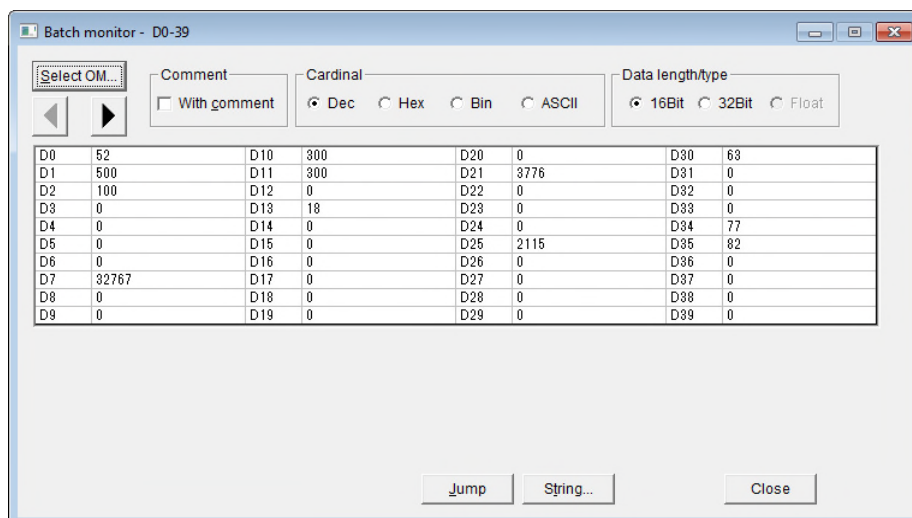 Batch monitor - D0-39
Select OM...
Comment
With comment
Cardinal
Dec Hex Bin ASCII
Data length/type
16Bit 32Bit Float
D0 52 D10 300 D20 0 D30 63
D1 500 D11 300 D21 3776 D31 0
D2 100 D12 0 D22 0 D32 0
D3 0 D13 18 D23 0 D33 0
D4 0 D14 0 D24 0 D34 77
D5 0 D15 0 D25 2115 D35 82
D6 0 D16 0 D26 0 D36 0
D7 32767 D17 0 D27 0 D37 0
D8 0 D18 0 D28 0 D38 0
D9 0 D19 0 D29 0 D39 0
Jump String... Close